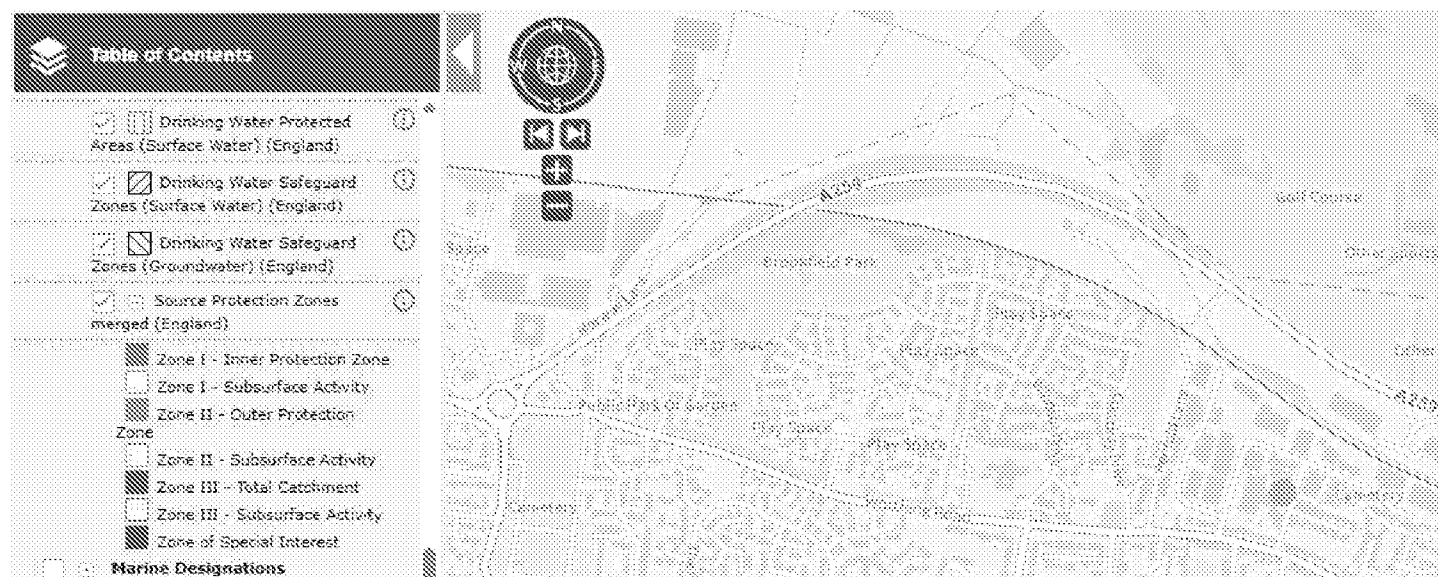 Table of Contents
Drinking Water Protected
Areas (Surface Water) (England)
Drinking Water Safeguard
Zones (Surface Water) (England)
Drinking Water Safeguard
Zones (Groundwater) (England)
Source Protection Zones
merged (England)
Zone I - Inner Protection Zone
Zone I - Subsurface Activity
Zone II - Outer Protection
Zone
Zone II - Subsurface Activity
Zone III - Total Catchment
Zone III - Subsurface Activity
Zone of Special Interest
Marine Designations
N
A259
Golf Course
Space
Other Sports
Play Space
Play Space
Play Space
Other
Public Park Or Garden
A259
Play Space
Play Space
Cemetery